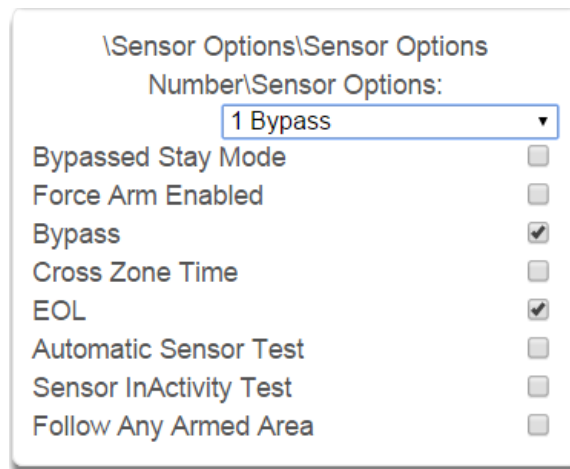 \Sensor Options\Sensor Options
Number\Sensor Options:
1 Bypass
Bypassed Stay Mode
Force Arm Enabled
Bypass
Cross Zone Time
EOL
Automatic Sensor Test
Sensor InActivity Test
Follow Any Armed Area